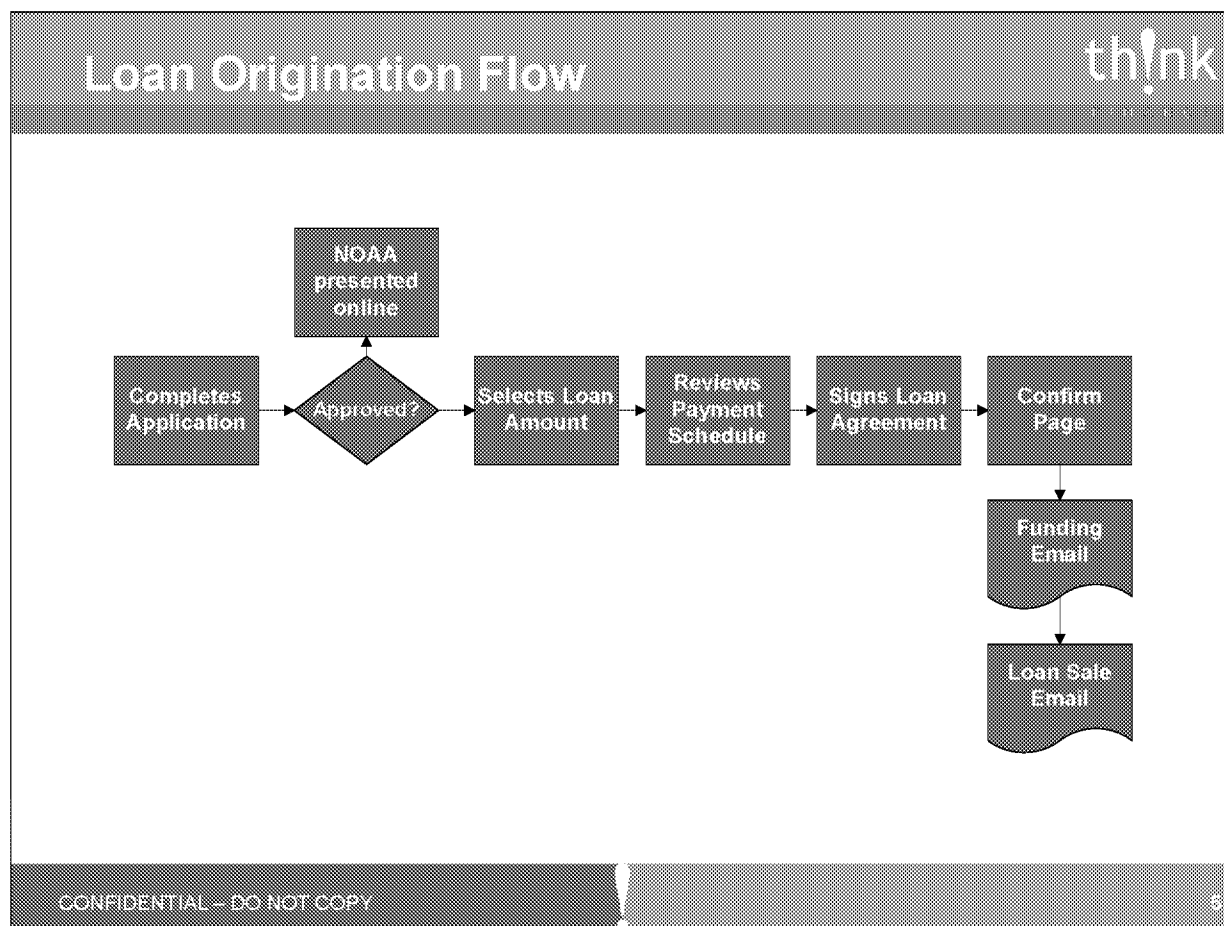 Loan Origination Flow
th!nk
NOAA
presented
online
Completes
Application
Approved?
Selects Loan
Amount
Reviews
Payment
Schedule
Signs Loan
Agreement
Confirm
Page
Funding
Email
Loan Sale
Email
CONFIDENTIAL – DO NOT COPY